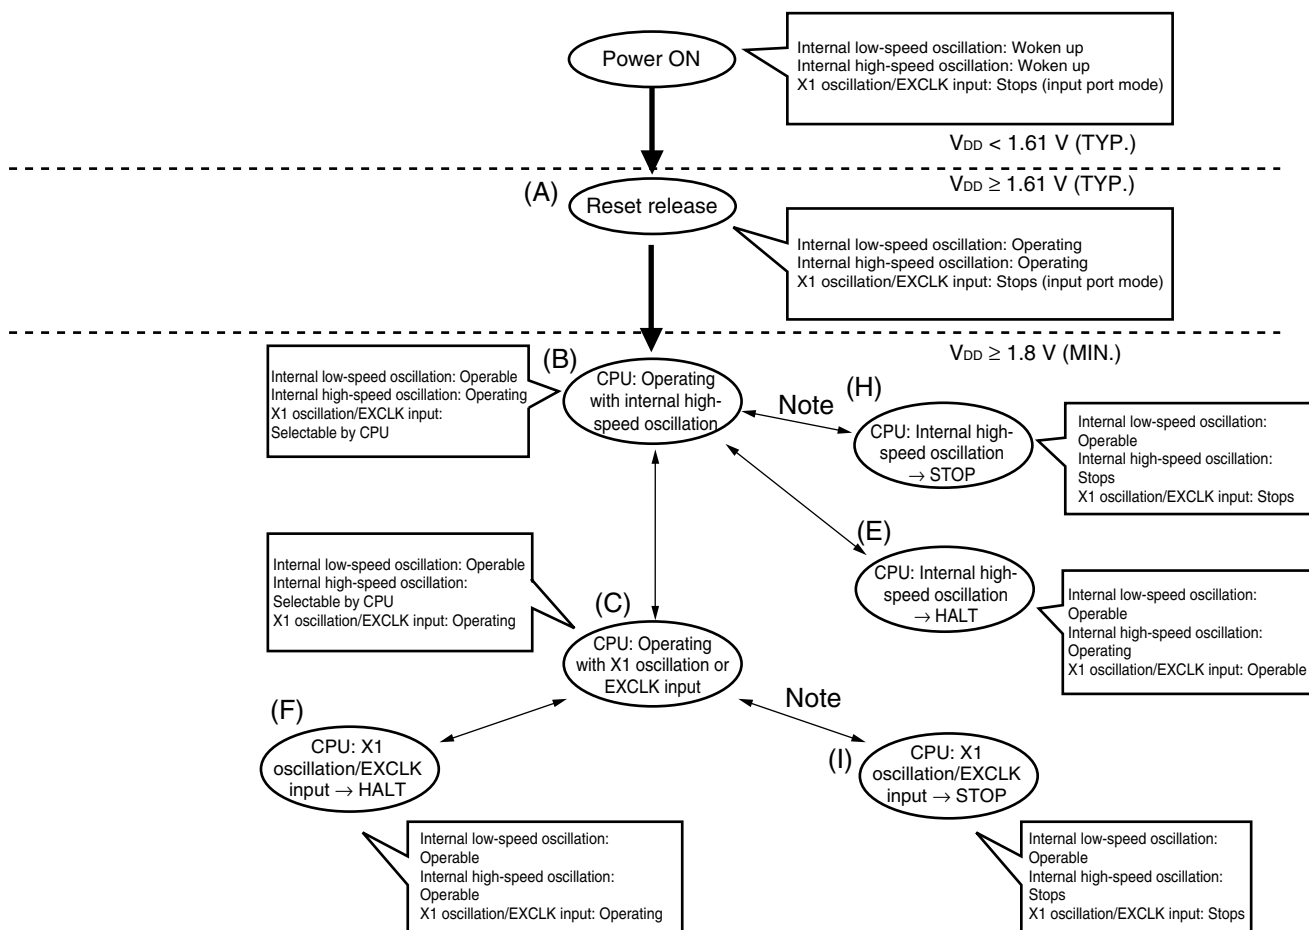 Power ON
Internal low-speed oscillation: Woken up
Internal high-speed oscillation: Woken up
X1 oscillation/EXCLK input: Stops (input port mode)
VDD < 1.61 V (TYP.)
VDD ≥ 1.61 V (TYP.)
(A)
Reset release
Internal low-speed oscillation: Operating
Internal high-speed oscillation: Operating
X1 oscillation/EXCLK input: Stops (input port mode)
VDD ≥ 1.8 V (MIN.)
(B)
CPU: Operating
with internal high-
speed oscillation
Internal low-speed oscillation: Operable
Internal high-speed oscillation: Operating
X1 oscillation/EXCLK input:
Selectable by CPU
Note
(H)
CPU: Internal high-
speed oscillation
→ STOP
Internal low-speed oscillation:
Operable
Internal high-speed oscillation:
Stops
X1 oscillation/EXCLK input: Stops
(E)
CPU: Internal high-
speed oscillation
→ HALT
Internal low-speed oscillation:
Operable
Internal high-speed oscillation:
Operating
X1 oscillation/EXCLK input: Operable
Internal low-speed oscillation: Operable
Internal high-speed oscillation:
Selectable by CPU
X1 oscillation/EXCLK input: Operating
(C)
CPU: Operating
with X1 oscillation or
EXCLK input
Note
(F)
CPU: X1
oscillation/EXCLK
input → HALT
(I)
CPU: X1
oscillation/EXCLK
input → STOP
Internal low-speed oscillation:
Operable
Internal high-speed oscillation:
Operable
X1 oscillation/EXCLK input: Operating
Internal low-speed oscillation:
Operable
Internal high-speed oscillation:
Stops
X1 oscillation/EXCLK input: Stops